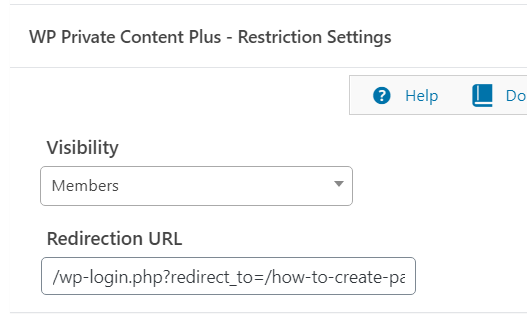 WP Private Content Plus - Restriction Settings
Help Do
Visibility
Members
Redirection URL
/wp-login.php?redirect_to=/how-to-create-pa